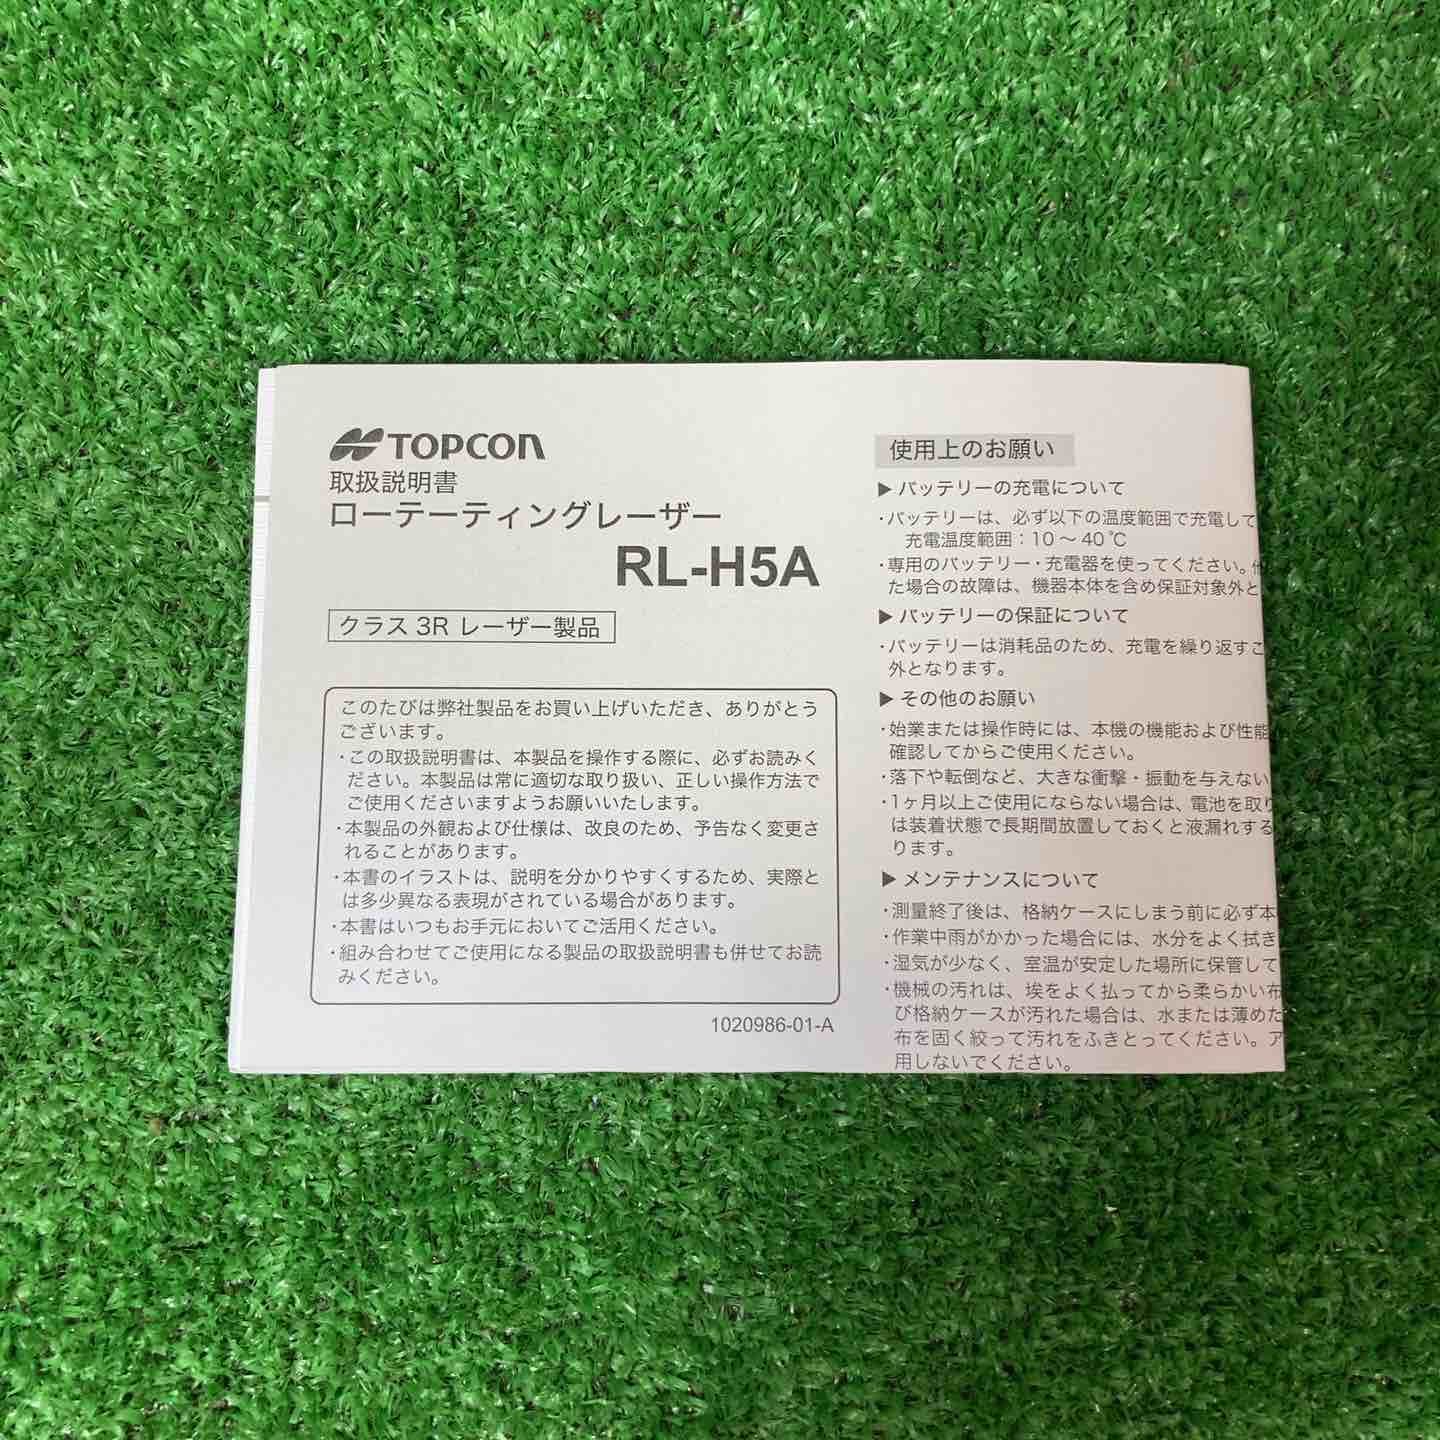 TOPCON
取扱説明書
ローテーティングレーザー
RL-H5A
クラス 3R レーザー製品
このたびは弊社製品をお買い上げいただき、ありがとう
ございます。
・この取扱説明書は、本製品を操作する際に、必ずお読みく
ださい。本製品は常に適切な取り扱い、正しい操作方法で
ご使用くださいますようお願いいたします。
・本製品の外観および仕様は、改良のため、予告なく変更さ
れることがあります。
・本書のイラストは、説明を分かりやすくするため、実際と
は多少異なる表現がされている場合があります。
・本書はいつもお手元においてご活用ください。
・組み合わせてご使用になる製品の取扱説明書も併せてお読
みください。
1020986-01-A
使用上のお願い
▶ バッテリーの充電について
・バッテリーは、必ず以下の温度範囲で充電して
充電温度範囲：10 〜 40 ℃
・専用のバッテリー・充電器を使ってください。
た場合の故障は、機器本体を含め保証対象外と
▶ バッテリーの保証について
・バッテリーは消耗品のため、充電を繰り返すこ
外となります。
▶ その他のお願い
・始業または操作時には、本機の機能および性能
確認してからご使用ください。
・落下や転倒など、大きな衝撃・振動を与えない
・1ヶ月以上ご使用にならない場合は、電池を取り
は装着状態で長期間放置しておくと液漏れする
ります。
▶ メンテナンスについて
・測量終了後は、格納ケースにしまう前に必ず本
・作業中雨がかかった場合には、水分をよく拭き
・湿気が少なく、室温が安定した場所に保管して
・機械の汚れは、埃をよく払ってから柔らかい布
び格納ケースが汚れた場合は、水または薄めた
布を固く絞って汚れをふきとってください。ア
用しないでください。